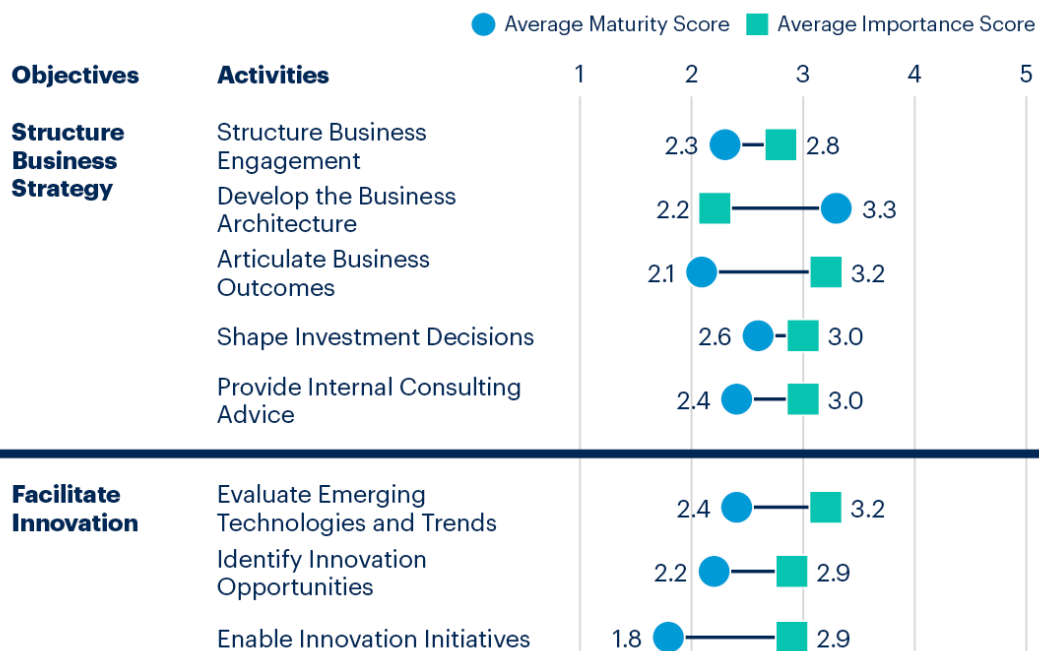 Average Maturity Score Average Importance Score
Objectives Activities 1 2 3 4 5
Structure
Business
Strategy
Structure Business
Engagement
2.3 2.8
Develop the Business
Architecture
2.2 3.3
Articulate Business
Outcomes
2.1 3.2
Shape Investment Decisions 2.6 3.0
Provide Internal Consulting
Advice
2.4 3.0
Facilitate
Innovation
Evaluate Emerging
Technologies and Trends
2.4 3.2
Identify Innovation
Opportunities
2.2 2.9
Enable Innovation Initiatives 1.8 2.9